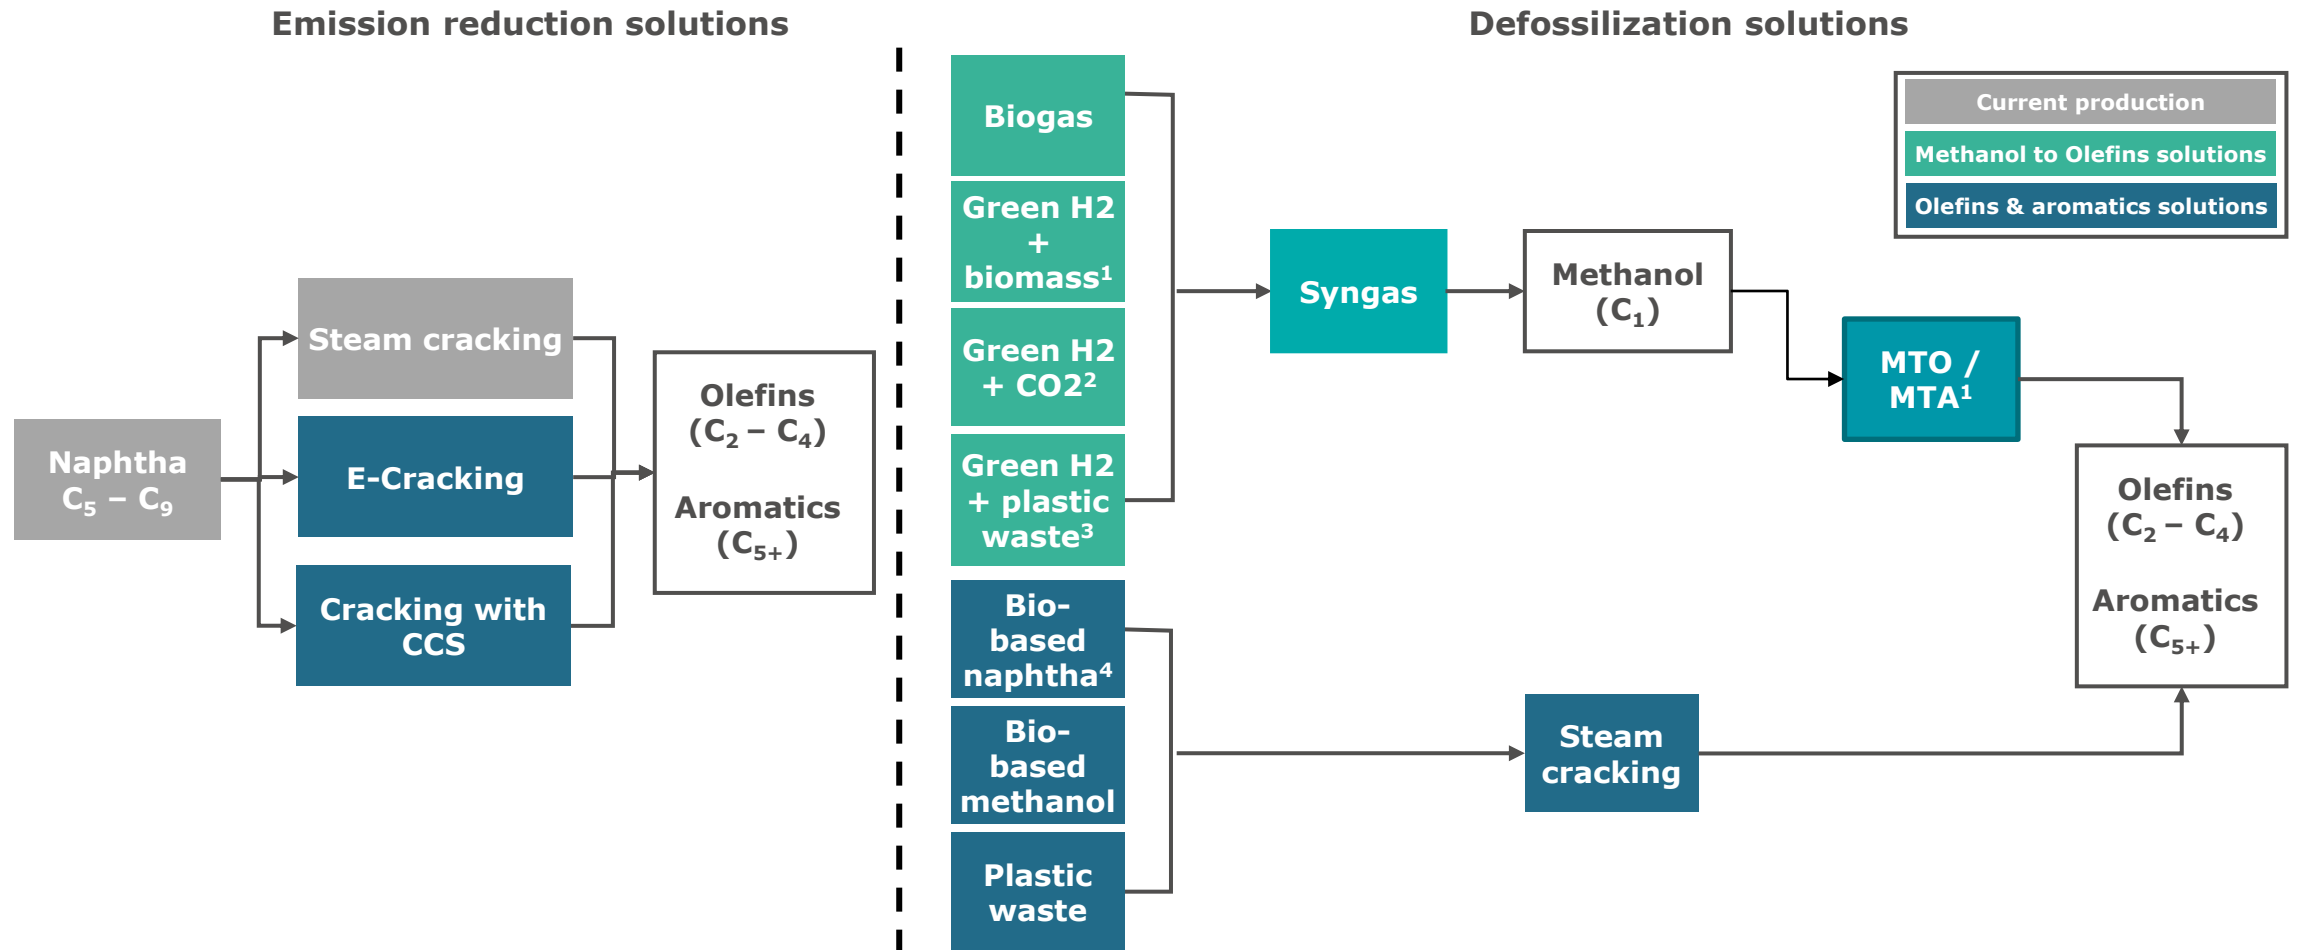 Emission reduction solutions
Defossilization solutions
Current production
Methanol to Olefins solutions
Olefins & aromatics solutions
Naphtha
C₅ – C₉
Steam cracking
E-Cracking
Cracking with
CCS
Olefins
(C₂ – C₄)
Aromatics
(C₅₊)
Biogas
Green H2
+
biomass¹
Green H2
+ CO2²
Green H2
+ plastic
waste³
Bio-
based
naphtha⁴
Bio-
based
methanol
Plastic
waste
Syngas
Methanol
(C₁)
MTO /
MTA¹
Steam
cracking
Olefins
(C₂ – C₄)
Aromatics
(C₅₊)